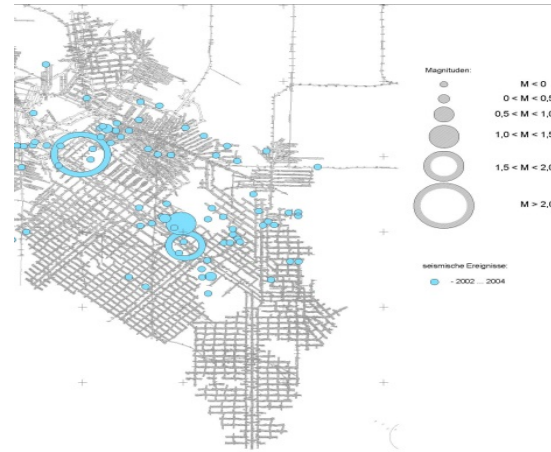 Magnituden:
M < 0
0 < M < 0,5
0,5 < M < 1,0
1,0 < M < 1,5
1,5 < M < 2,0
M > 2,0
seismische Ereignisse:
- 2002 ... 2004